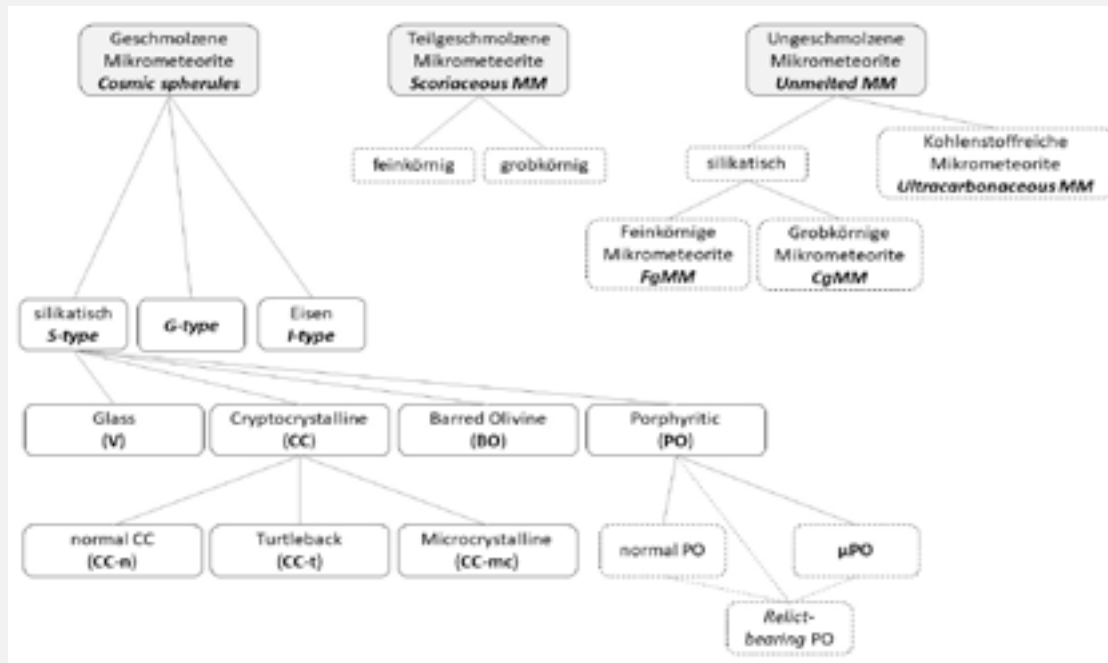 Geschmolzene
Mikrometeorite
Cosmic spherules
Teilgeschmolzene
Mikrometeorite
Scoriaceous MM
Ungeschmolzene
Mikrometeorite
Unmelted MM
feinkörnig
grobkörnig
silikatisch
Kohlenstoffreiche
Mikrometeorite
Ultracarbonaceous MM
Feinkörnige
Mikrometeorite
FgMM
Grobkörnige
Mikrometeorite
CgMM
silikatisch
S-type
G-type
Eisen
I-type
Glass
(V)
Cryptocrystalline
(CC)
Barred Olivine
(BO)
Porphyritic
(PO)
normal CC
(CC-n)
Turtleback
(CC-t)
Microcrystalline
(CC-mc)
normal PO
µPO
Relict-
bearing PO